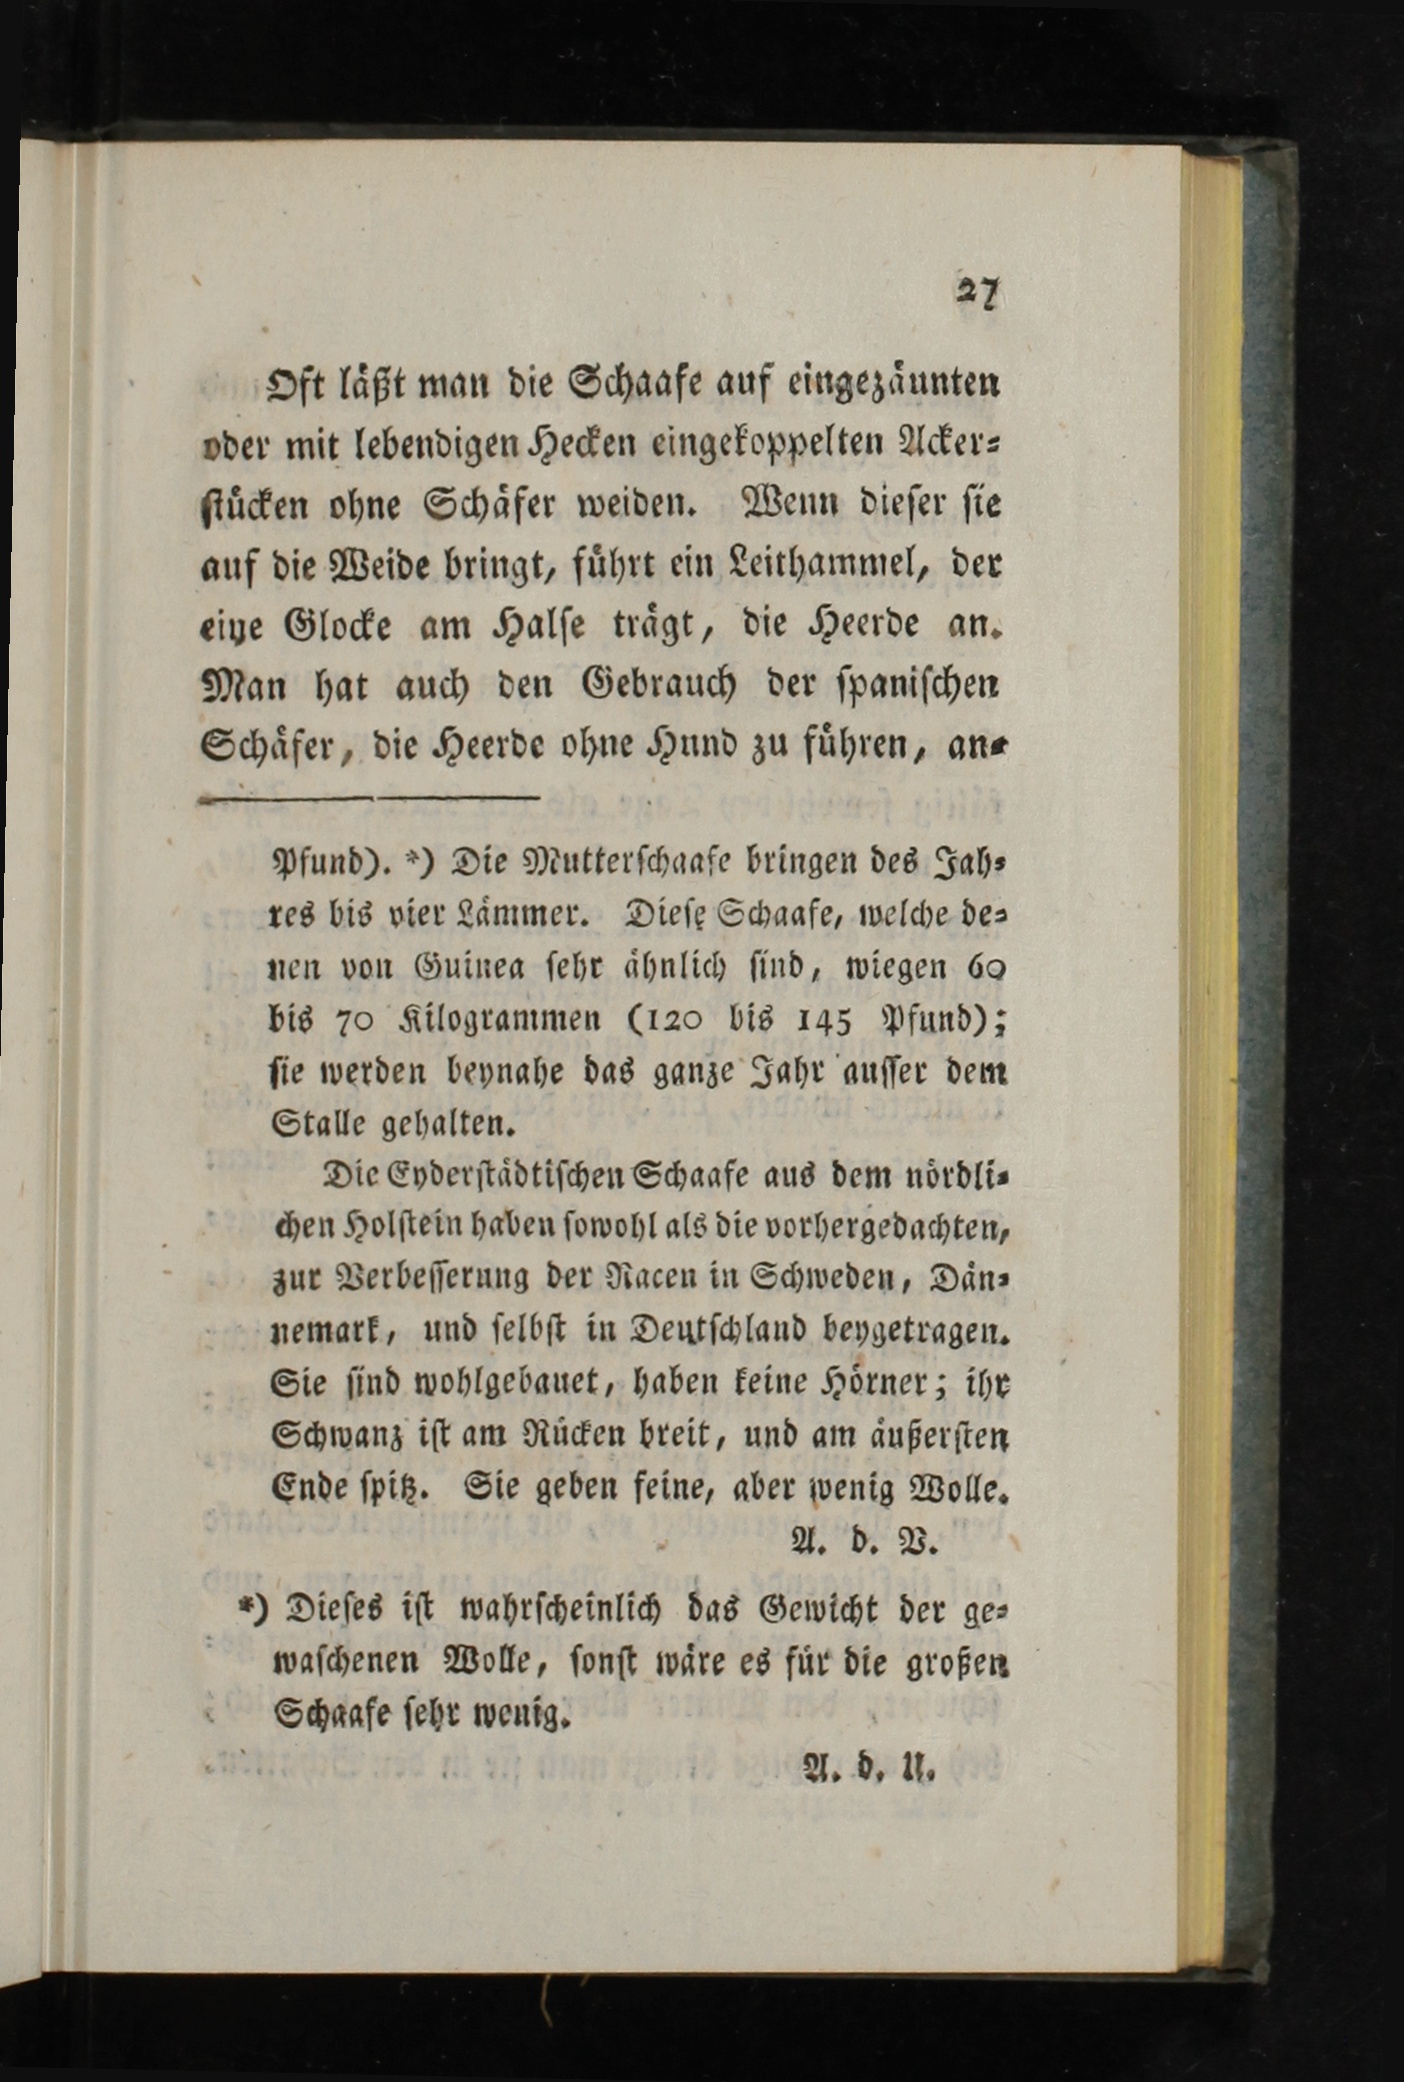 27
Oft läßt man die Schaafe auf eingezäunten
oder mit lebendigen Hecken eingekoppelten Acker-
stücken ohne Schäfer weiden. Wenn dieser sie
auf die Weide bringt, führt ein Leithammel, der
eine Glocke am Halse trägt, die Heerde an.
Man hat auch den Gebrauch der spanischen
Schäfer, die Heerde ohne Hund zu führen, an-
Pfund). *) Die Mutterschaafe bringen des Jah-
res bis vier Lämmer. Diese Schaafe, welche de-
nen von Guinea sehr ähnlich sind, wiegen 60
bis 70 Kilogrammen (120 bis 145 Pfund);
sie werden beynahe das ganze Jahr ausser dem
Stalle gehalten.
Die Eyderstädtischen Schaafe aus dem nördli-
chen Holstein haben sowohl als die vorhergedachten,
zur Verbesserung der Racen in Schweden, Dän-
nemark, und selbst in Deutschland beygetragen.
Sie sind wohlgebauet, haben keine Hörner; ihr
Schwanz ist am Rücken breit, und am äußersten
Ende spitz. Sie geben feine, aber wenig Wolle.
A. d. V.
*) Dieses ist wahrscheinlich das Gewicht der ge-
waschenen Wolle, sonst wäre es für die großen
Schaafe sehr wenig.
A. d. U.